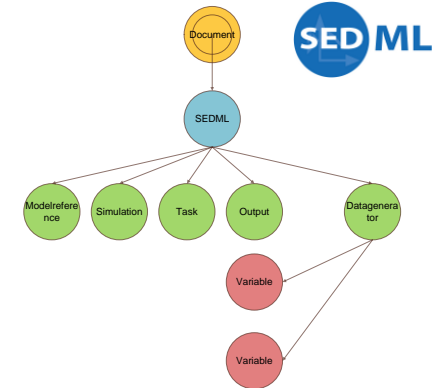 Document
SED ML
SEDML
Modelrefere
nce
Simulation
Task
Output
Datagenera
tor
Variable
Variable